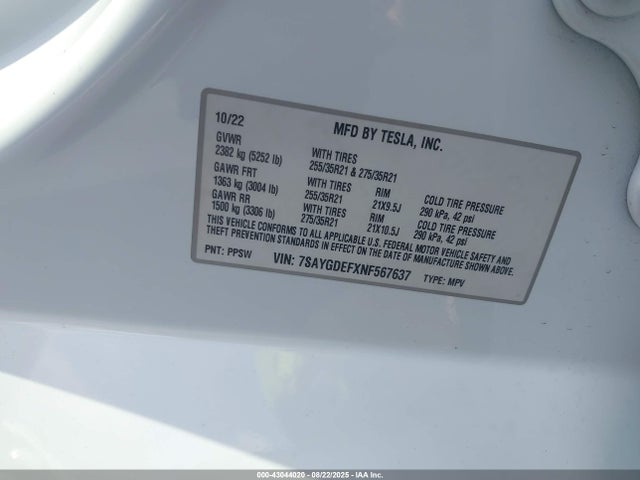 10/22 MFD BY TESLA, INC.
GVWR
2382 kg (5252 lb) WITH TIRES
255/35R21 & 275/35R21
GAWR FRT WITH TIRES RIM COLD TIRE PRESSURE
1363 kg (3004 lb) 255/35R21 21X9.5J 290 kPa, 42 psi
GAWR RR WITH TIRES RIM COLD TIRE PRESSURE
1500 kg (3306 lb) 275/35R21 21X10.5J 290 kPa, 42 psi
THIS VEHICLE CONFORMS TO ALL APPLICABLE U.S. FEDERAL MOTOR VEHICLE SAFETY AND
THEFT PREVENTION STANDARDS IN EFFECT ON THE DATE OF MANUFACTURE SHOWN ABOVE.
PNT: PPSW VIN: 7SAYGDEFXNF567637 TYPE: MPV
000-43044020 - 08/22/2025 - IAA Inc.